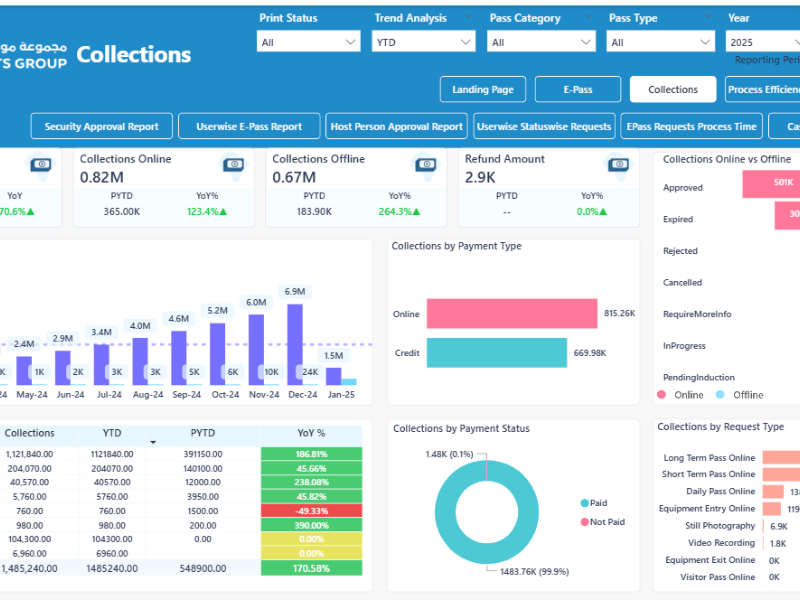 Print Status
Trend Analysis
Pass Category
Pass Type
Year
All
YTD
All
All
2025
مجموعة مو
TS GROUP
Collections
Reporting Peri
Landing Page
E-Pass
Collections
Process Efficien
Security Approval Report
Userwise E-Pass Report
Host Person Approval Report
Userwise Statuswise Requests
EPass Requests Process Time
Ca
YoY
70.6%▲
Collections Online
0.82M
PYTD
YoY%
365.00K
123.4%▲
Collections Offline
0.67M
PYTD
YoY%
183.90K
264.3%▲
Refund Amount
2.9K
PYTD
YoY%
--
0.0%▲
Collections Online vs Offline
Approved
501K
Expired
30
Rejected
Cancelled
RequireMoreInfo
InProgress
PendingInduction
Online
Offline
2.4M
2.9M
3.4M
4.0M
4.6M
5.2M
6.0M
6.9M
1.5M
K
1K
2K
3K
3K
5K
6K
10K
24K
24
May-24
Jun-24
Jul-24
Aug-24
Sep-24
Oct-24
Nov-24
Dec-24
Jan-25
Collections by Payment Type
Online
815.26K
Credit
669.98K
Collections
YTD
PYTD
YoY %
1,121,840.00
1121840.00
391150.00
186.81%
204,070.00
204070.00
140100.00
45.66%
40,570.00
40570.00
12000.00
238.08%
5,760.00
5760.00
3950.00
45.82%
760.00
760.00
1500.00
-49.33%
980.00
980.00
200.00
390.00%
104,300.00
104300.00
0.00
0.00%
6,960.00
6960.00
0.00%
1,485,240.00
1485240.00
548900.00
170.58%
Collections by Payment Status
1.48K (0.1%)
Paid
Not Paid
1483.76K (99.9%)
Collections by Request Type
Long Term Pass Online
Short Term Pass Online
Daily Pass Online
138
Equipment Entry Online
119
Still Photography
6.9K
Video Recording
1.8K
Equipment Exit Online
0K
Visitor Pass Online
0K